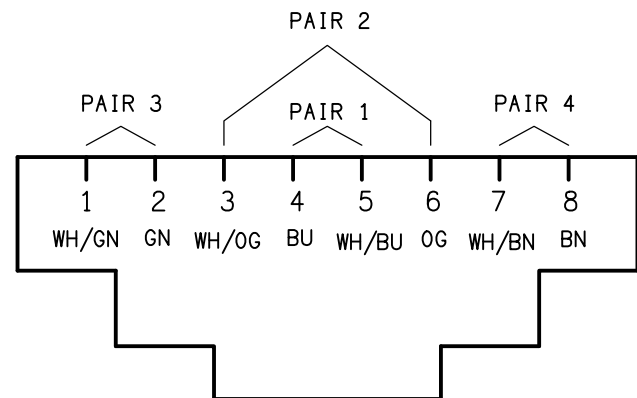 PAIR 2
PAIR 3 PAIR 1 PAIR 4
1 2 3 4 5 6 7 8
WH/GN GN WH/OG BU WH/BU OG WH/BN BN